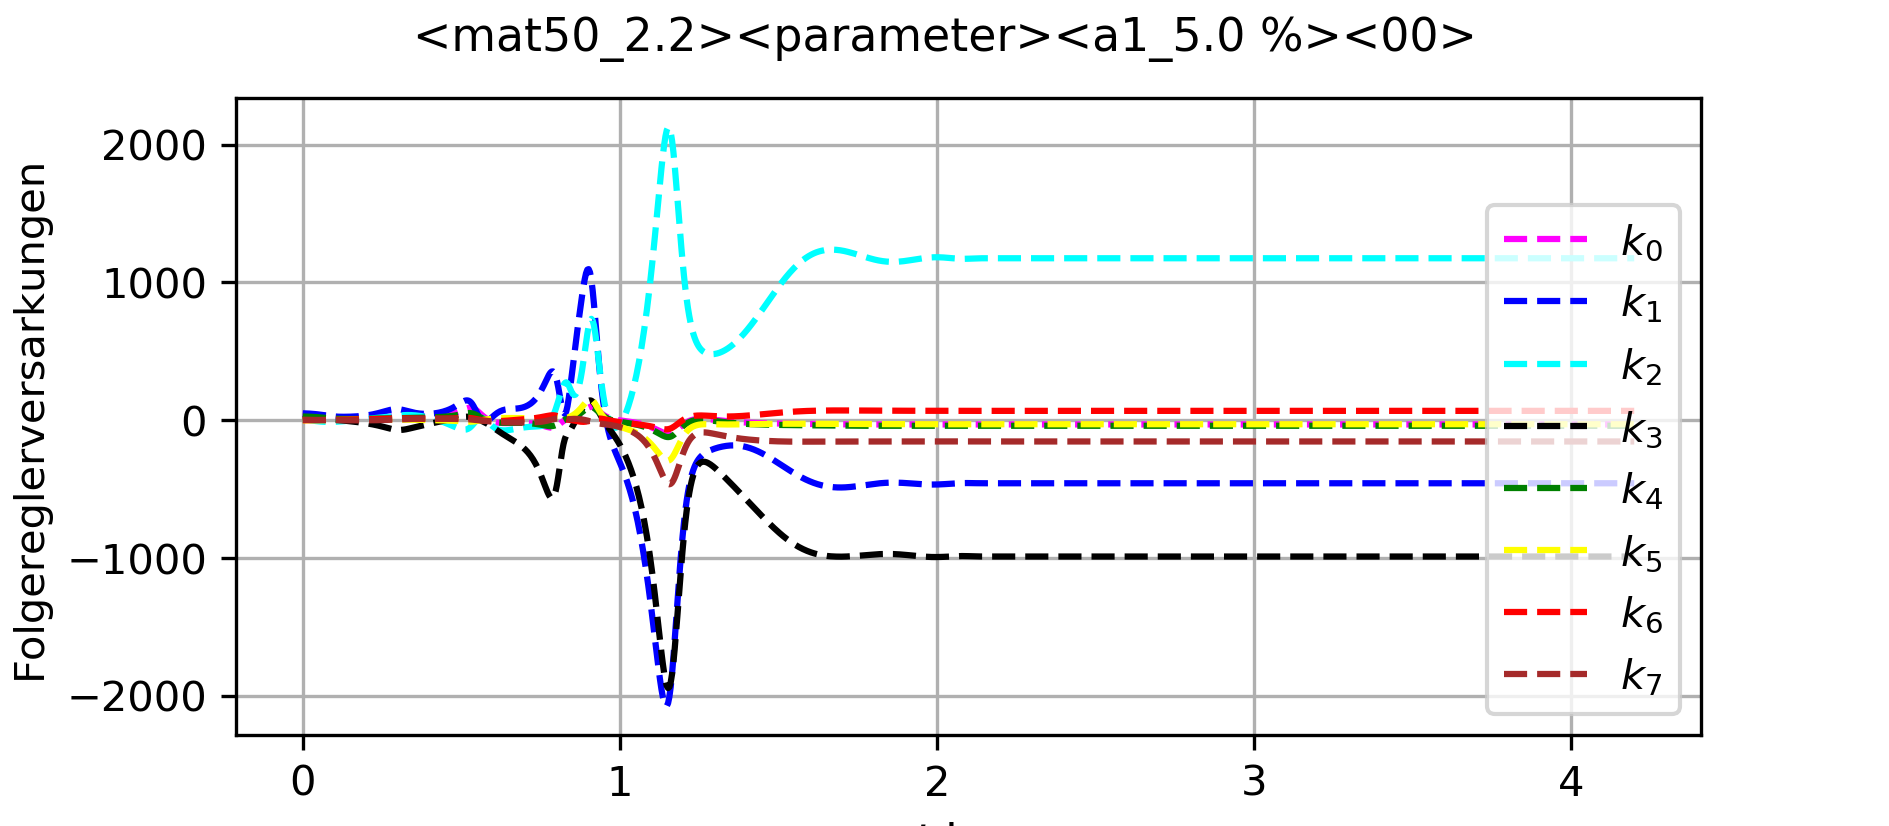 <mat50_2.2><parameter><a1_5.0 %><00>
Folgereglerversarkungen
2000
1000
0
−1000
−2000
0 1 2 3 4
k0
k1
k2
k3
k4
k5
k6
k7